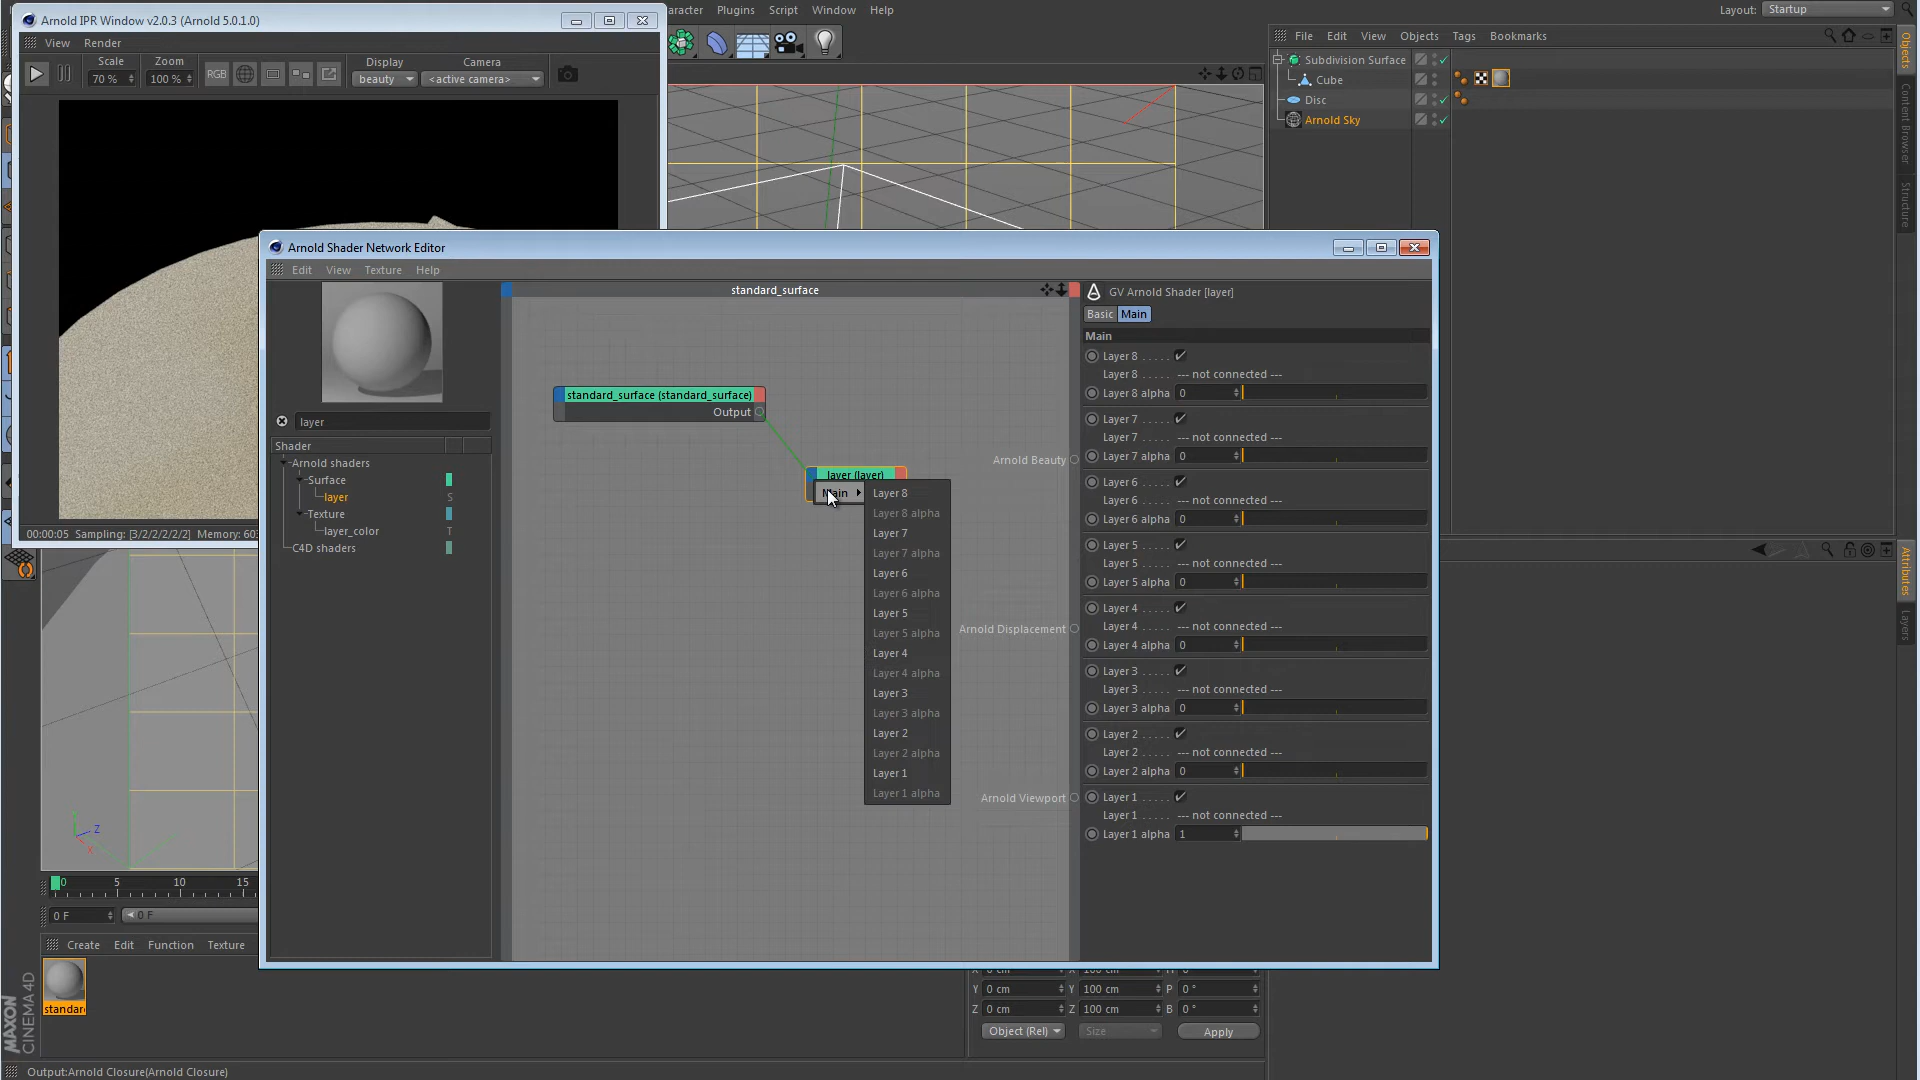 Arnold IPR Window v2.0.3 (Arnold 5.0.1.0)
View Render
Scale Zoom Display Camera
70 % 100 % RGB beauty <active camera>
aracter Plugins Script Window Help
Layout: Startup
File Edit View Objects Tags Bookmarks
Subdivision Surface
Cube
Disc
Arnold Sky
Objects
Content Browser
Structure
Attributes
Layers
Arnold Shader Network Editor
Edit View Texture Help
layer
Shader
Arnold shaders
Surface
layer S
Texture
layer_color T
C4D shaders
00:00:05 Sampling: [3/2/2/2/2/2] Memory: 603
standard_surface
standard_surface (standard_surface)
Output
layer (layer)
Main
Layer 8
Layer 8 alpha
Layer 7
Layer 7 alpha
Layer 6
Layer 6 alpha
Layer 5
Layer 5 alpha
Layer 4
Layer 4 alpha
Layer 3
Layer 3 alpha
Layer 2
Layer 2 alpha
Layer 1
Layer 1 alpha
Arnold Beauty
Arnold Displacement
Arnold Viewport
GV Arnold Shader [layer]
Basic Main
Main
Layer 8 . . . . .
Layer 8 . . . . . --- not connected ---
Layer 8 alpha 0
Layer 7 . . . . .
Layer 7 . . . . . --- not connected ---
Layer 7 alpha 0
Layer 6 . . . . .
Layer 6 . . . . . --- not connected ---
Layer 6 alpha 0
Layer 5 . . . . .
Layer 5 . . . . . --- not connected ---
Layer 5 alpha 0
Layer 4 . . . . .
Layer 4 . . . . . --- not connected ---
Layer 4 alpha 0
Layer 3 . . . . .
Layer 3 . . . . . --- not connected ---
Layer 3 alpha 0
Layer 2 . . . . .
Layer 2 . . . . . --- not connected ---
Layer 2 alpha 0
Layer 1 . . . . .
Layer 1 . . . . . --- not connected ---
Layer 1 alpha 1
Y
Z
X
0 5 10 15
0 F 0 F
Create Edit Function Texture
standar
MAXON
CINEMA 4D
Y 0 cm Y 100 cm P 0 °
Z 0 cm Z 100 cm B 0 °
Object (Rel) Size Apply
Output:Arnold Closure(Arnold Closure)